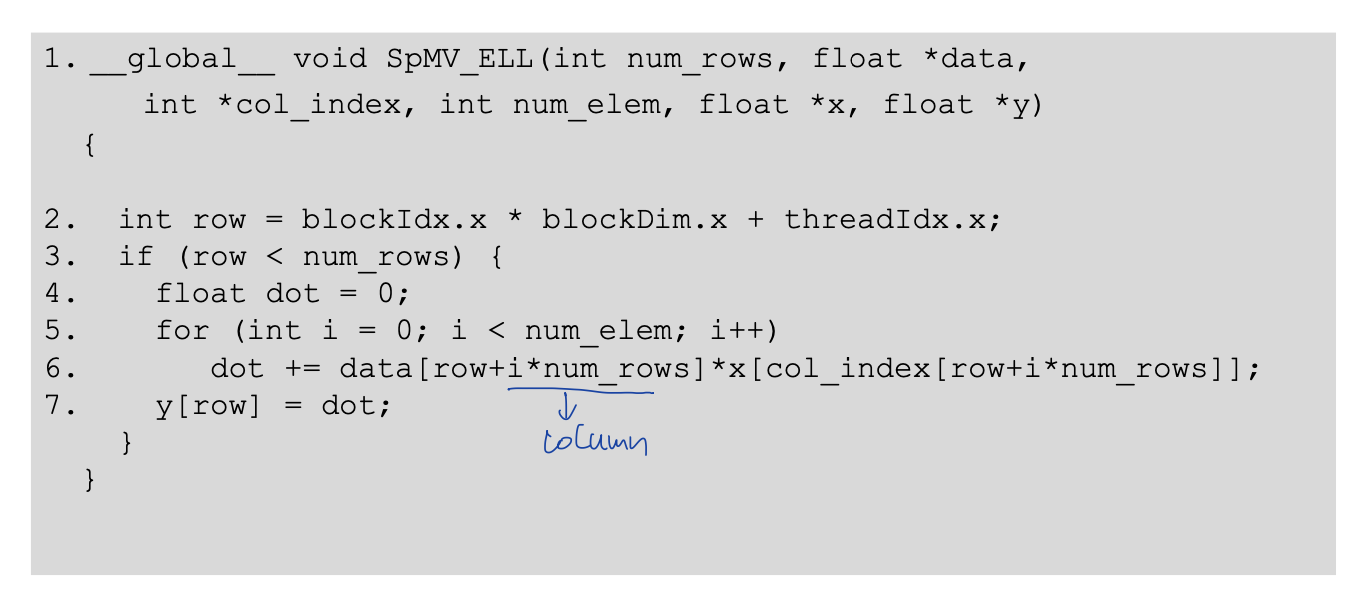 1. __global__ void SpMV_ELL(int num_rows, float *data,
int *col_index, int num_elem, float *x, float *y)
{
2. int row = blockIdx.x * blockDim.x + threadIdx.x;
3. if (row < num_rows) {
4. float dot = 0;
5. for (int i = 0; i < num_elem; i++)
6. dot += data[row+i*num_rows]*x[col_index[row+i*num_rows]];
7. y[row] = dot;
column
}
}